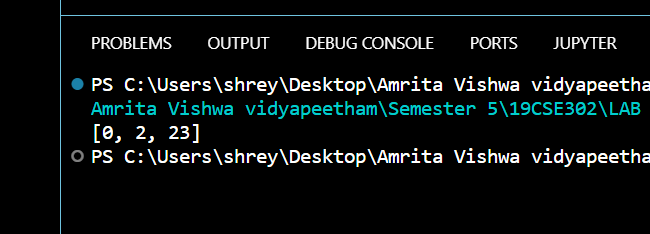 PROBLEMS OUTPUT DEBUG CONSOLE PORTS JUPYTER
PS C:\Users\shrey\Desktop\Amrita Vishwa vidyapeetham
Amrita Vishwa vidyapeetham\Semester 5\19CSE302\LAB
[0, 2, 23]
PS C:\Users\shrey\Desktop\Amrita Vishwa vidyapeetha